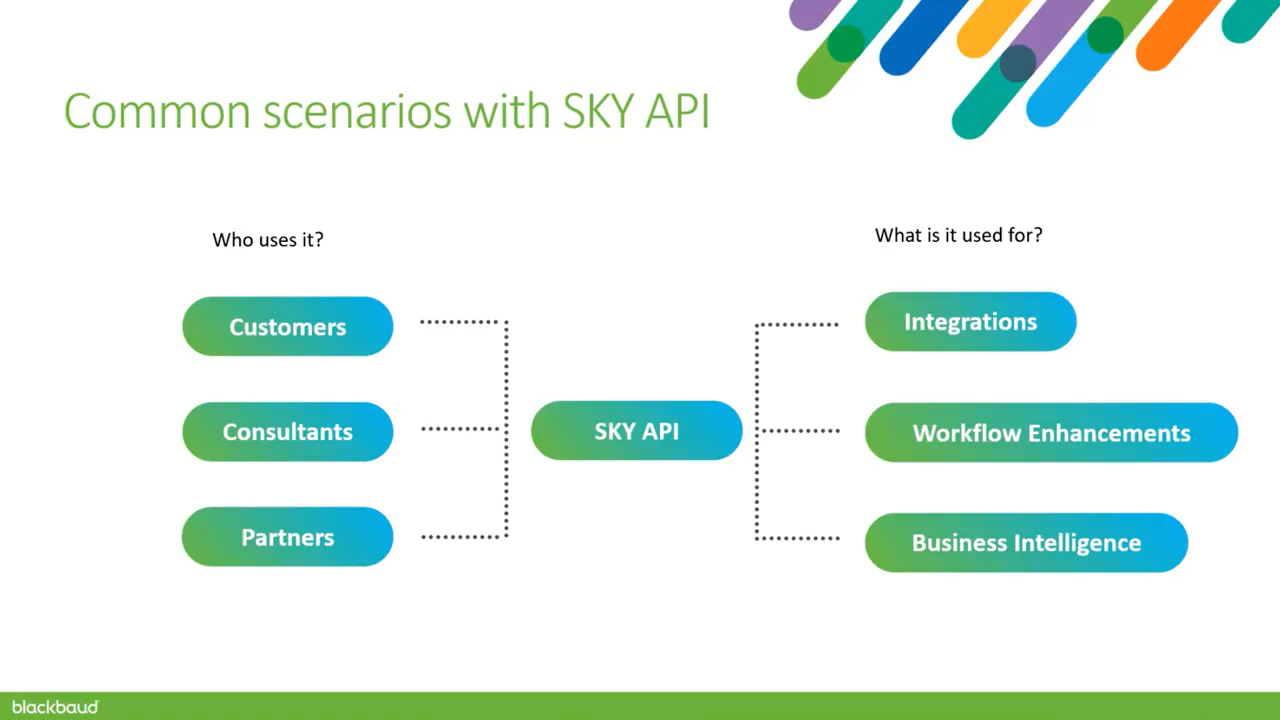 Common scenarios with SKY API
Who uses it?
Customers
Consultants
Partners
SKY API
What is it used for?
Integrations
Workflow Enhancements
Business Intelligence
blackbaud